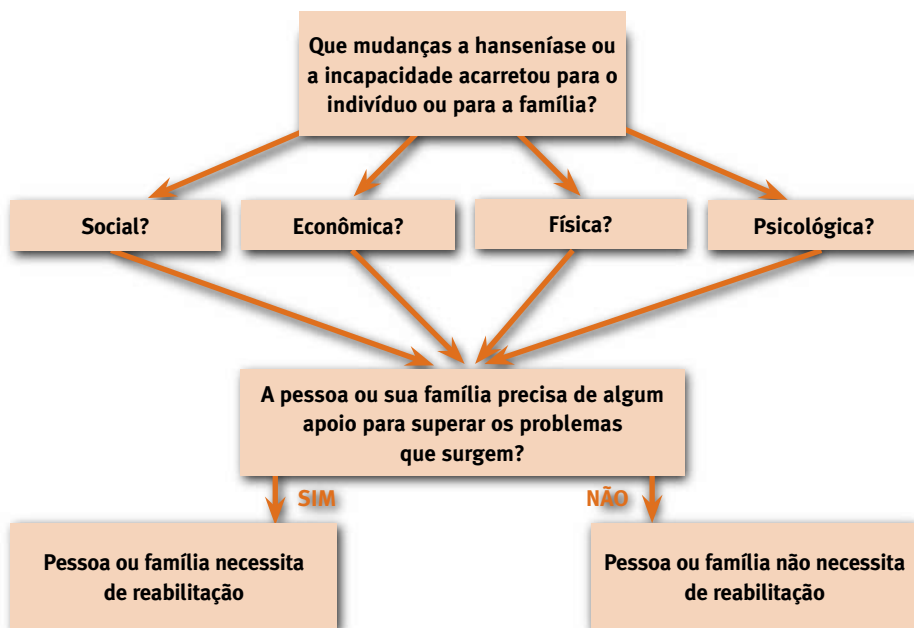 Que mudanças a hanseníase ou
a incapacidade acarretou para o
indivíduo ou para a família?
Social?
Econômica?
Física?
Psicológica?
A pessoa ou sua família precisa de algum
apoio para superar os problemas
que surgem?
SIM
NÃO
Pessoa ou família necessita
de reabilitação
Pessoa ou família não necessita
de reabilitação